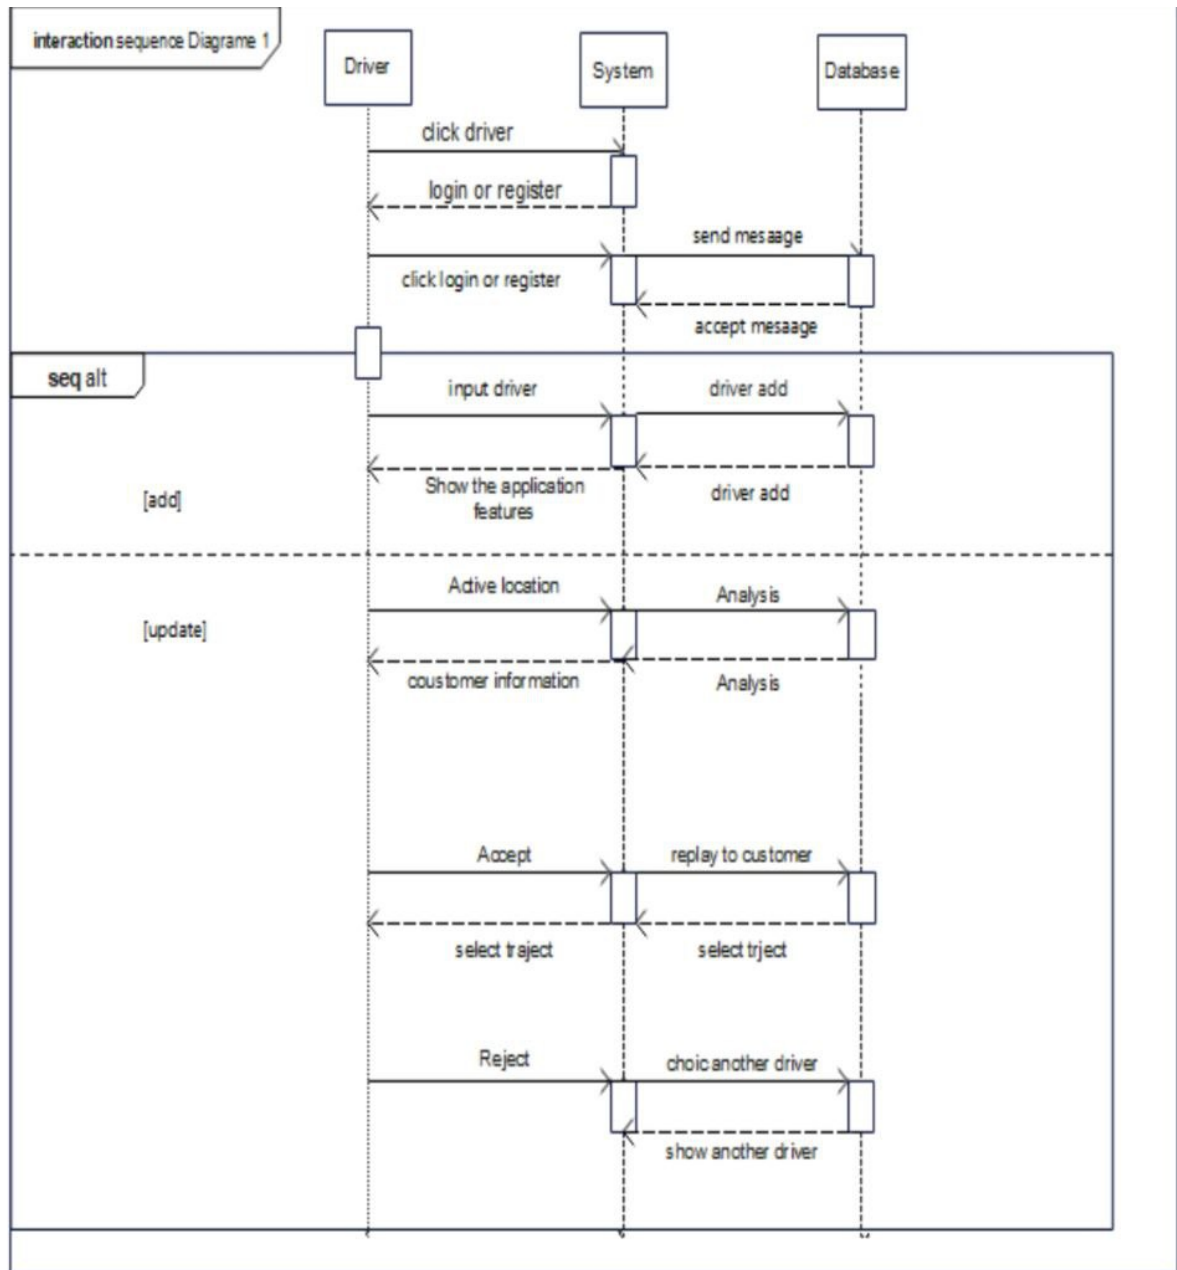 interaction sequence Diagrame 1
Driver
System
Database
click driver
login or register
send mesaage
click login or register
accept mesaage
seq alt
input driver
driver add
Show the application
features
driver add
[add]
Active location
Analysis
[update]
coustomer information
Analysis
Accept
replay to customer
select traject
select trject
Reject
choic another driver
show another driver